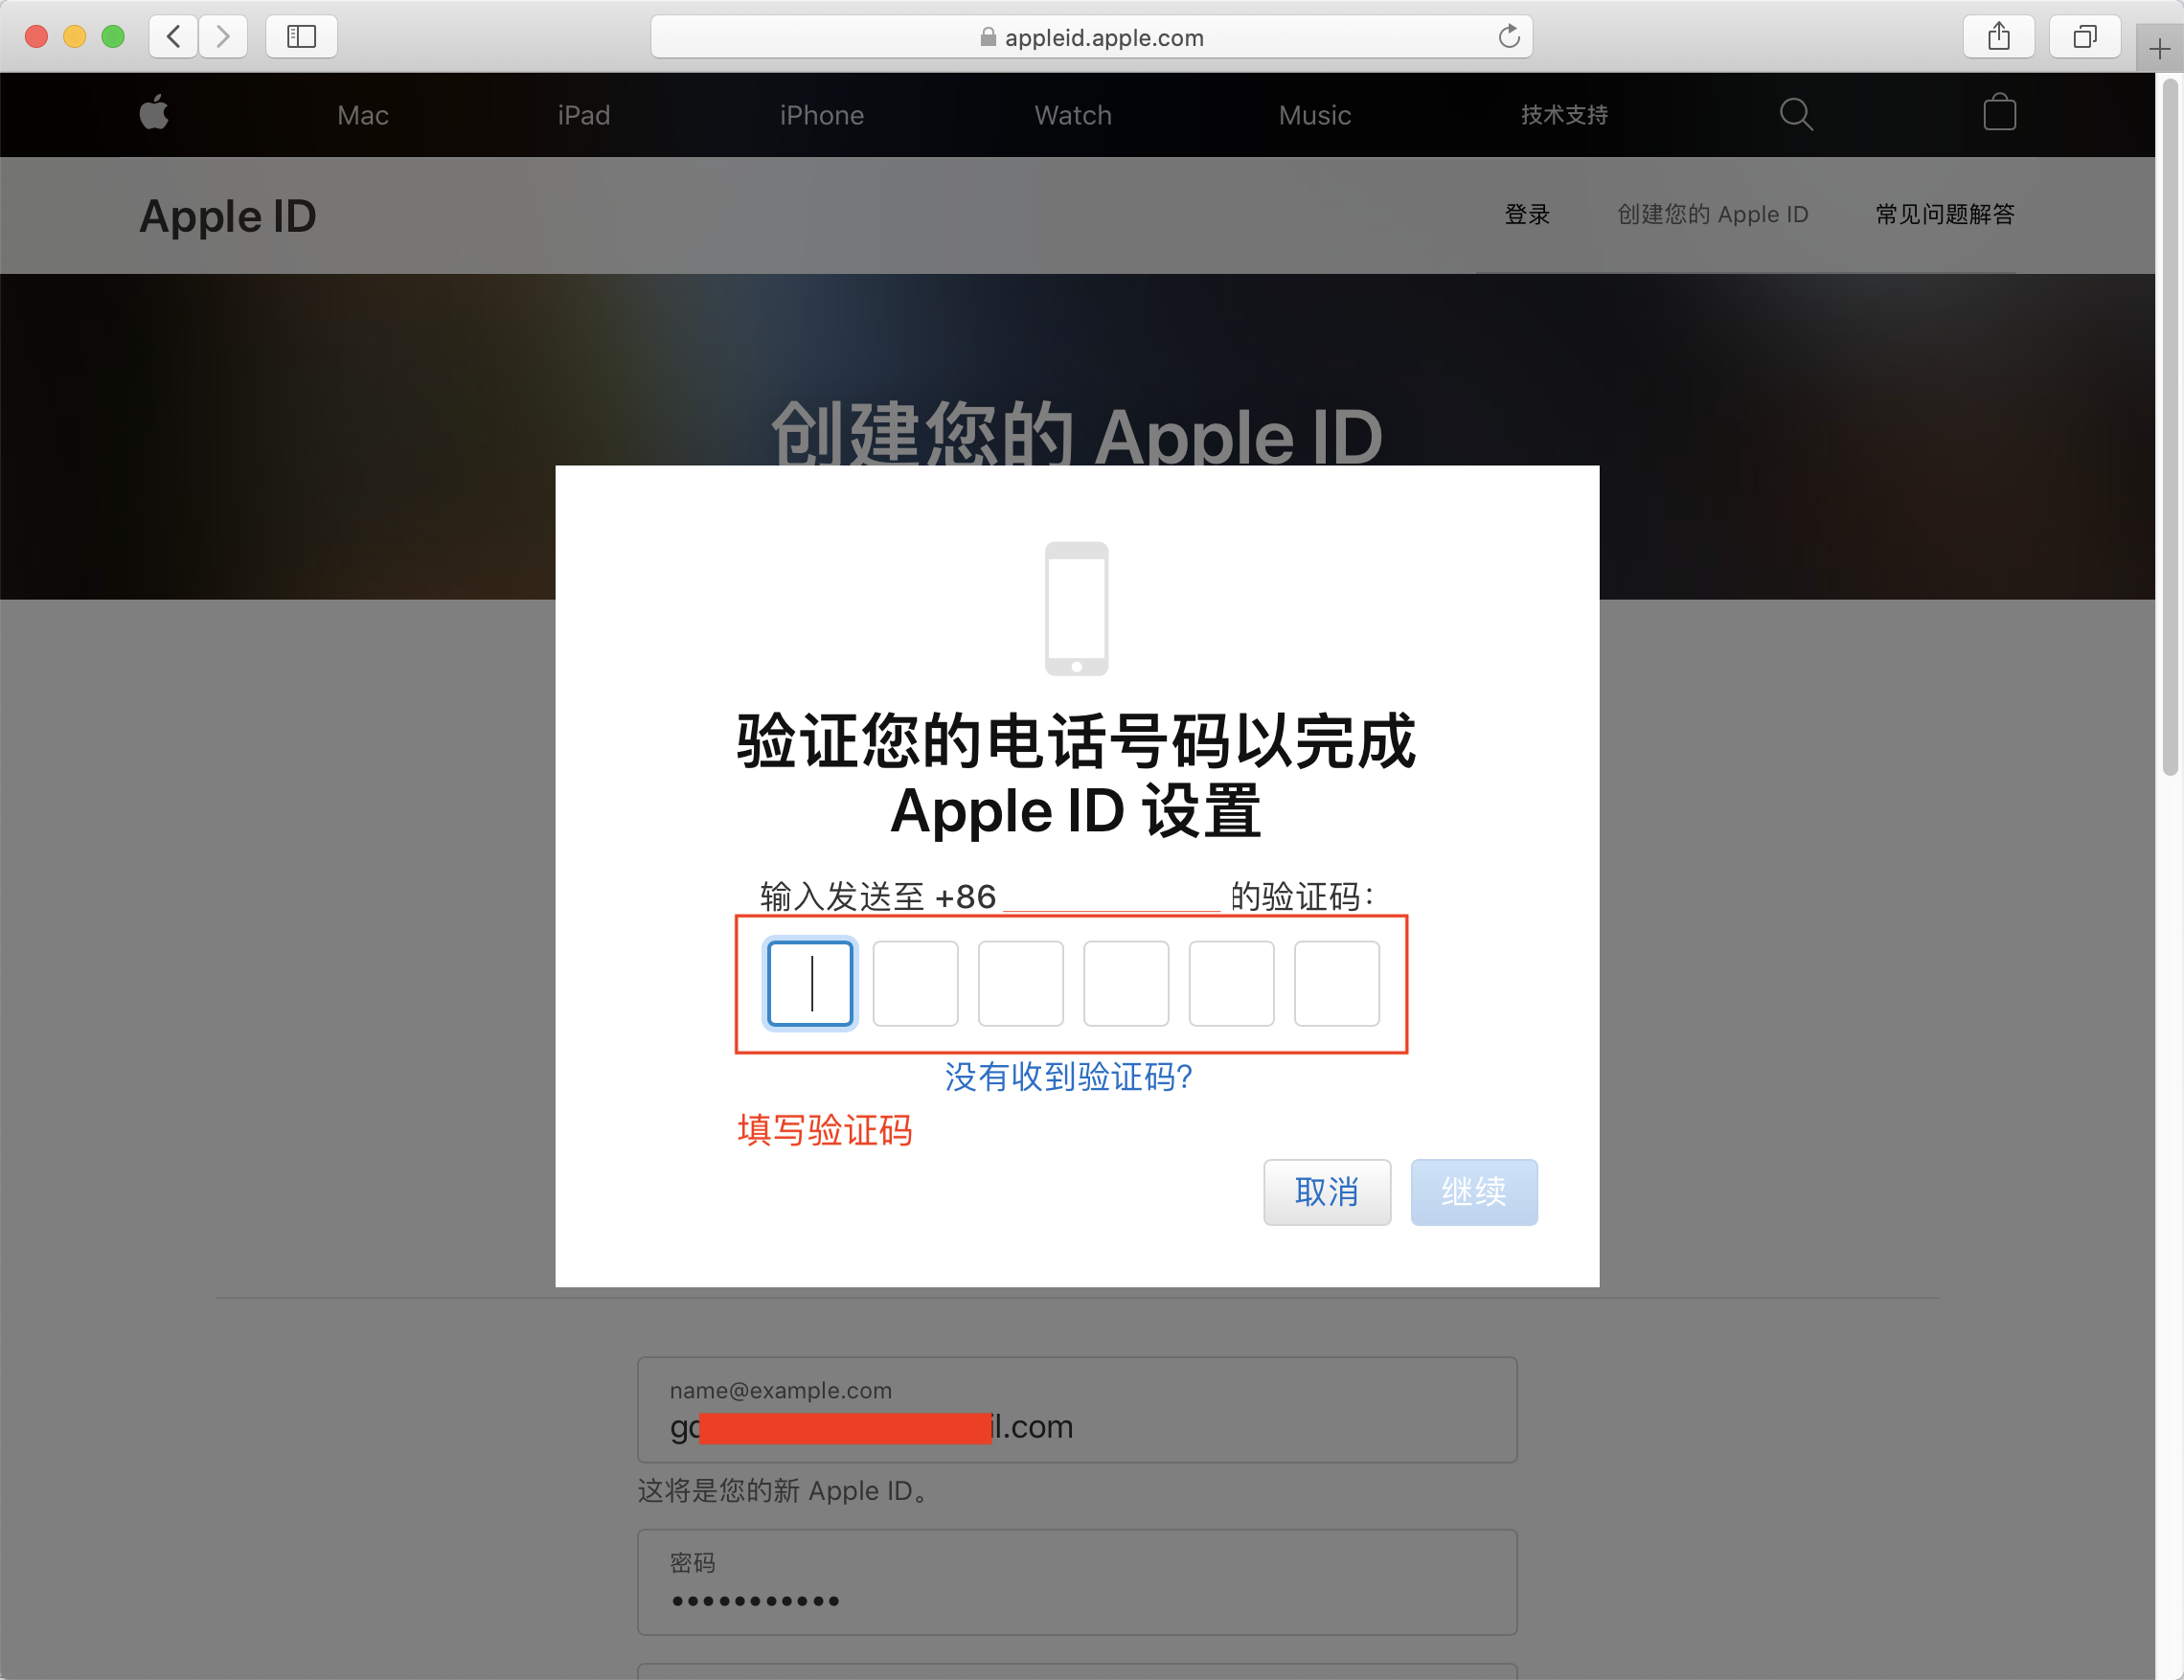 appleid.apple.com
Mac iPad iPhone Watch Music 技术支持
Apple ID 登录 创建您的 Apple ID 常见问题解答
创建您的 Apple ID
验证您的电话号码以完成
Apple ID 设置
输入发送至 +86 的验证码：
没有收到验证码？
填写验证码
取消 继续
name@example.com
il.com
这将是您的新 Apple ID。
密码
•••••••••••